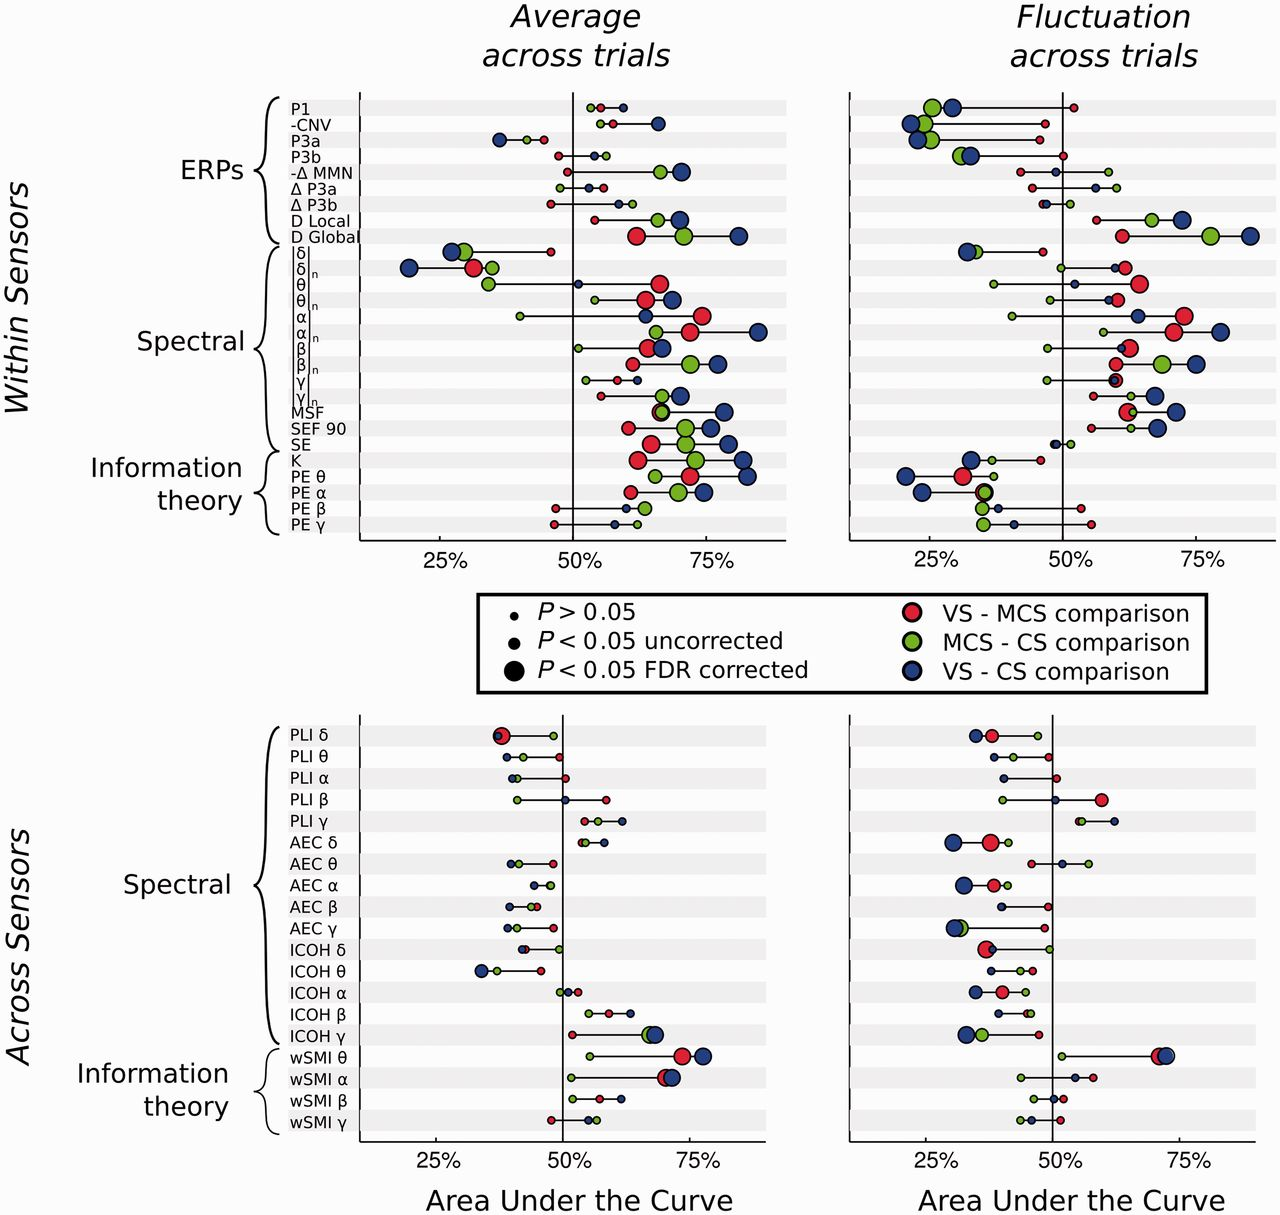 Average
across trials
Fluctuation
across trials
Within Sensors
ERPs
Spectral
Information
theory
P1
-CNV
P3a
P3b
-Δ MMN
Δ P3a
Δ P3b
D Local
D Global
|δ|
|δ|n
|θ|
|θ|n
|α|
|α|n
|β|
|β|n
|γ|
|γ|n
MSF
SEF 90
SE
K
PE θ
PE α
PE β
PE γ
25% 50% 75%
25% 50% 75%
P > 0.05
P < 0.05 uncorrected
P < 0.05 FDR corrected
VS - MCS comparison
MCS - CS comparison
VS - CS comparison
Across Sensors
Spectral
Information
theory
PLI δ
PLI θ
PLI α
PLI β
PLI γ
AEC δ
AEC θ
AEC α
AEC β
AEC γ
ICOH δ
ICOH θ
ICOH α
ICOH β
ICOH γ
wSMI θ
wSMI α
wSMI β
wSMI γ
25% 50% 75%
25% 50% 75%
Area Under the Curve
Area Under the Curve